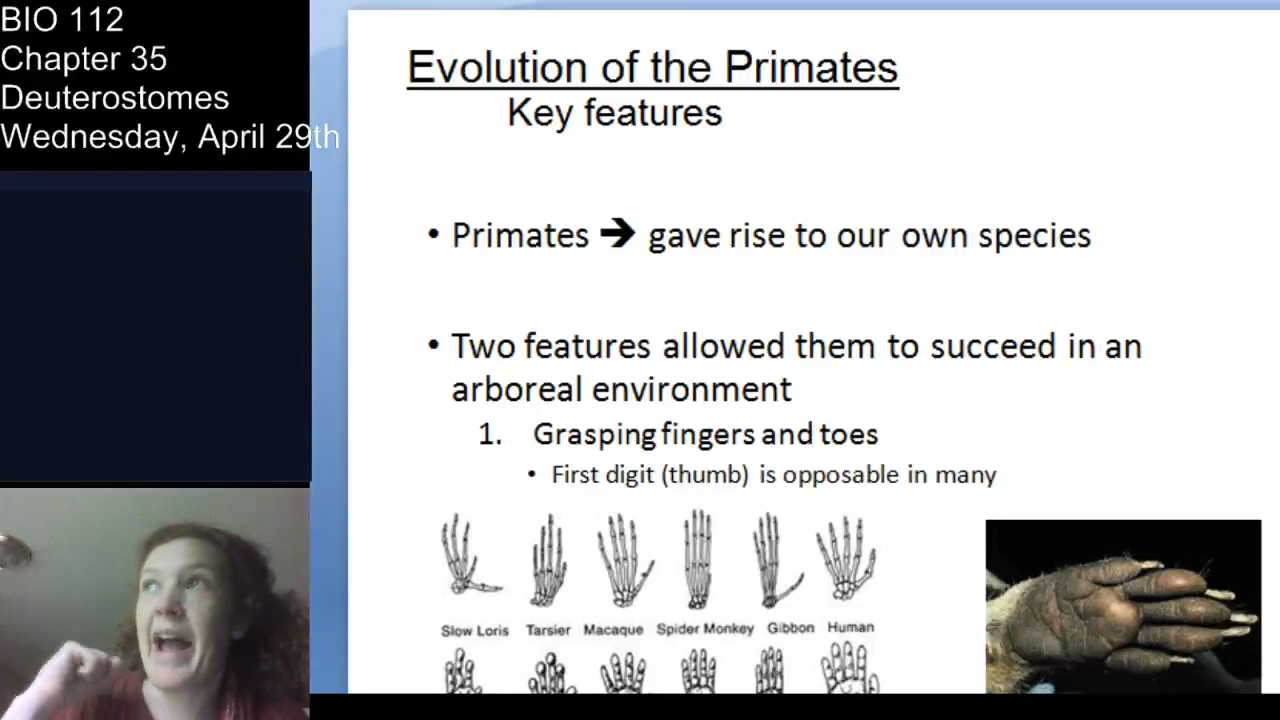 BIO 112
Chapter 35
Deuterostomes
Wednesday, April 29th
Evolution of the Primates
Key features
• Primates ➔ gave rise to our own species
• Two features allowed them to succeed in an
arboreal environment
1. Grasping fingers and toes
• First digit (thumb) is opposable in many
Slow Loris Tarsier Macaque Spider Monkey Gibbon Human